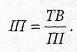 ІП = ТВ / ПІ.